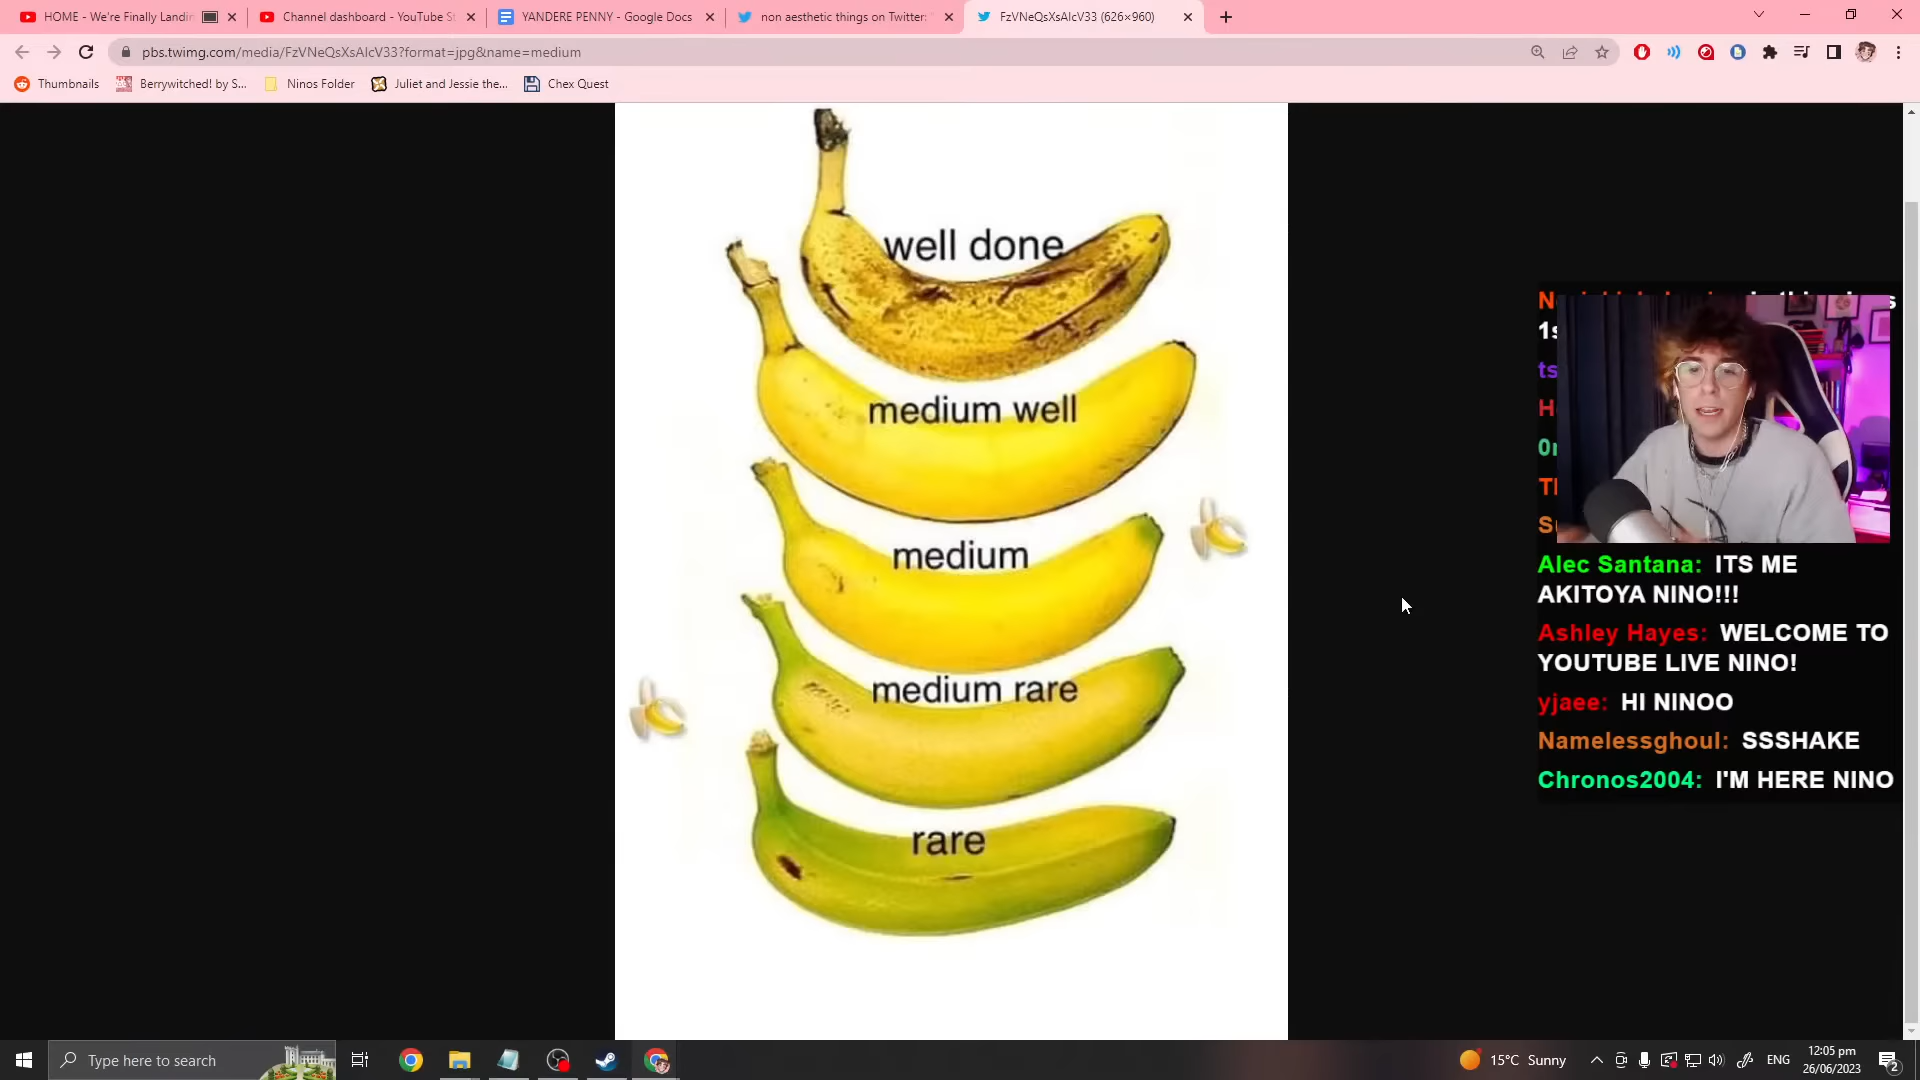 HOME - We're Finally Landin
Channel dashboard - YouTube St
YANDERE PENNY - Google Docs
non aesthetic things on Twitter: "
FzVNeQsXsAIcV33 (626×960)
pbs.twimg.com/media/FzVNeQsXsAIcV33?format=jpg&name=medium
Thumbnails
Berrywitched! by S...
Ninos Folder
Juliet and Jessie the...
Chex Quest
well done
medium well
medium
medium rare
rare
Alec Santana: ITS ME
AKITOYA NINO!!!
Ashley Hayes: WELCOME TO
YOUTUBE LIVE NINO!
yjaee: HI NINOO
Namelessghoul: SSSHAKE
Chronos2004: I'M HERE NINO
Type here to search
15°C Sunny
ENG
12:05 pm
26/06/2023
2